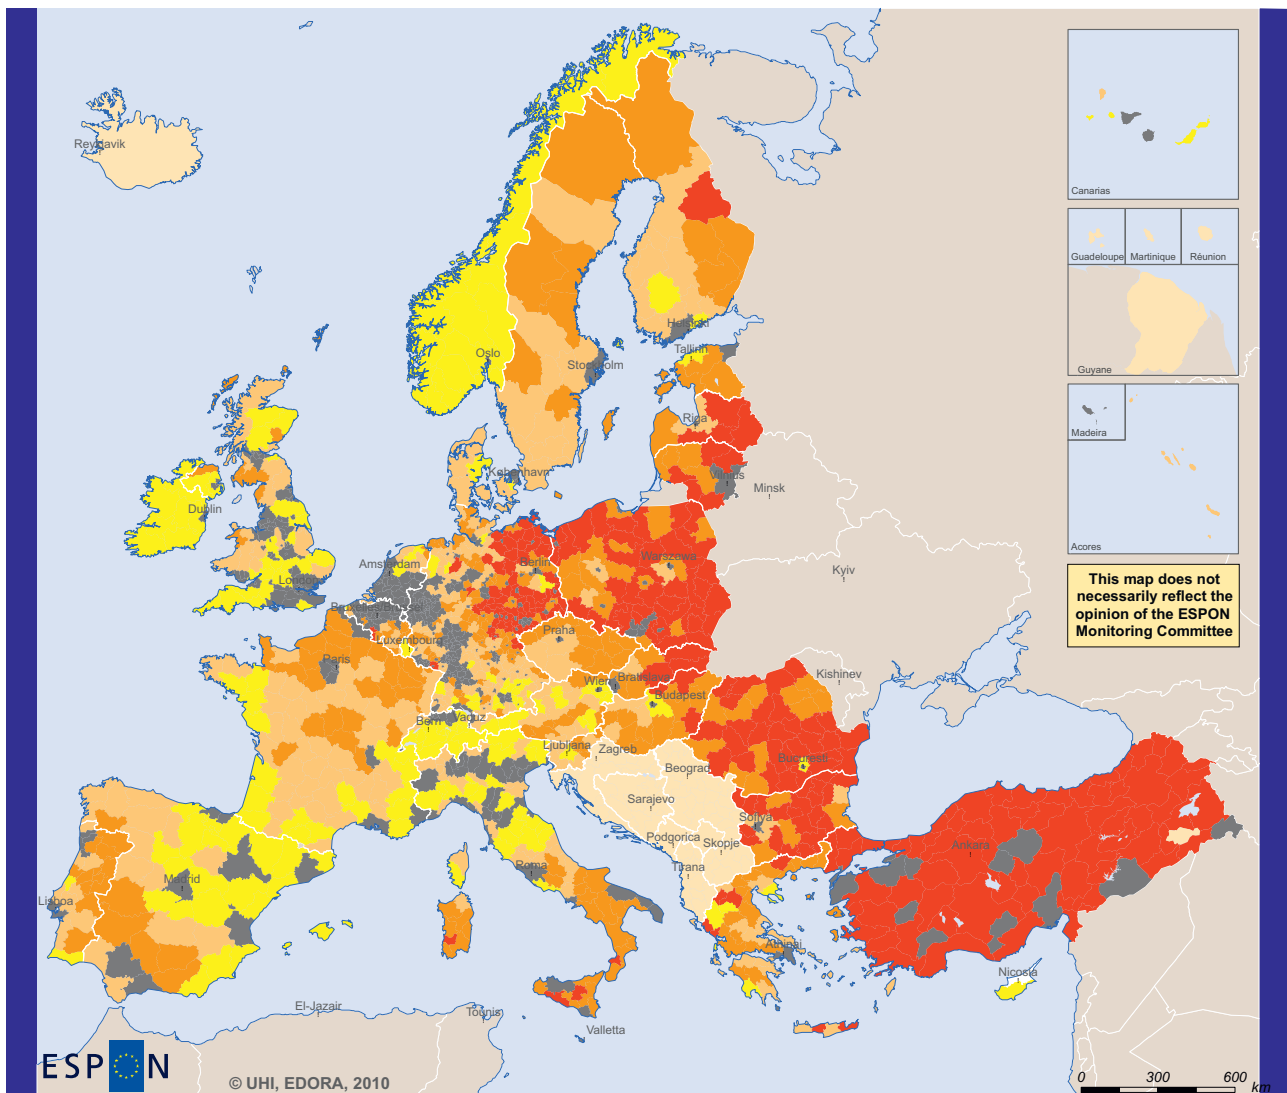 Reykjavik
Canarias
Guadeloupe
Martinique
Réunion
Guyane
Madeira
Acores
Oslo
Helsinki
Tallinn
Stockholm
Riga
København
Vilnius
Minsk
Dublin
London
Amsterdam
Berlin
Warszawa
Kyiv
Bruxelles/Brussel
Luxembourg
Praha
Paris
Kishinev
Wien
Bratislava
Budapest
Bern
Vaduz
Ljubljana
Zagreb
Beograd
Bucuresti
Sarajevo
Sofiya
Podgorica
Skopje
Ankara
Tirana
Roma
Madrid
Lisboa
Athinai
Nicosia
El-Jazair
Tounis
Valletta
This map does not
necessarily reflect the
opinion of the ESPON
Monitoring Committee
ESPON
© UHI, EDORA, 2010
0 300 600
km